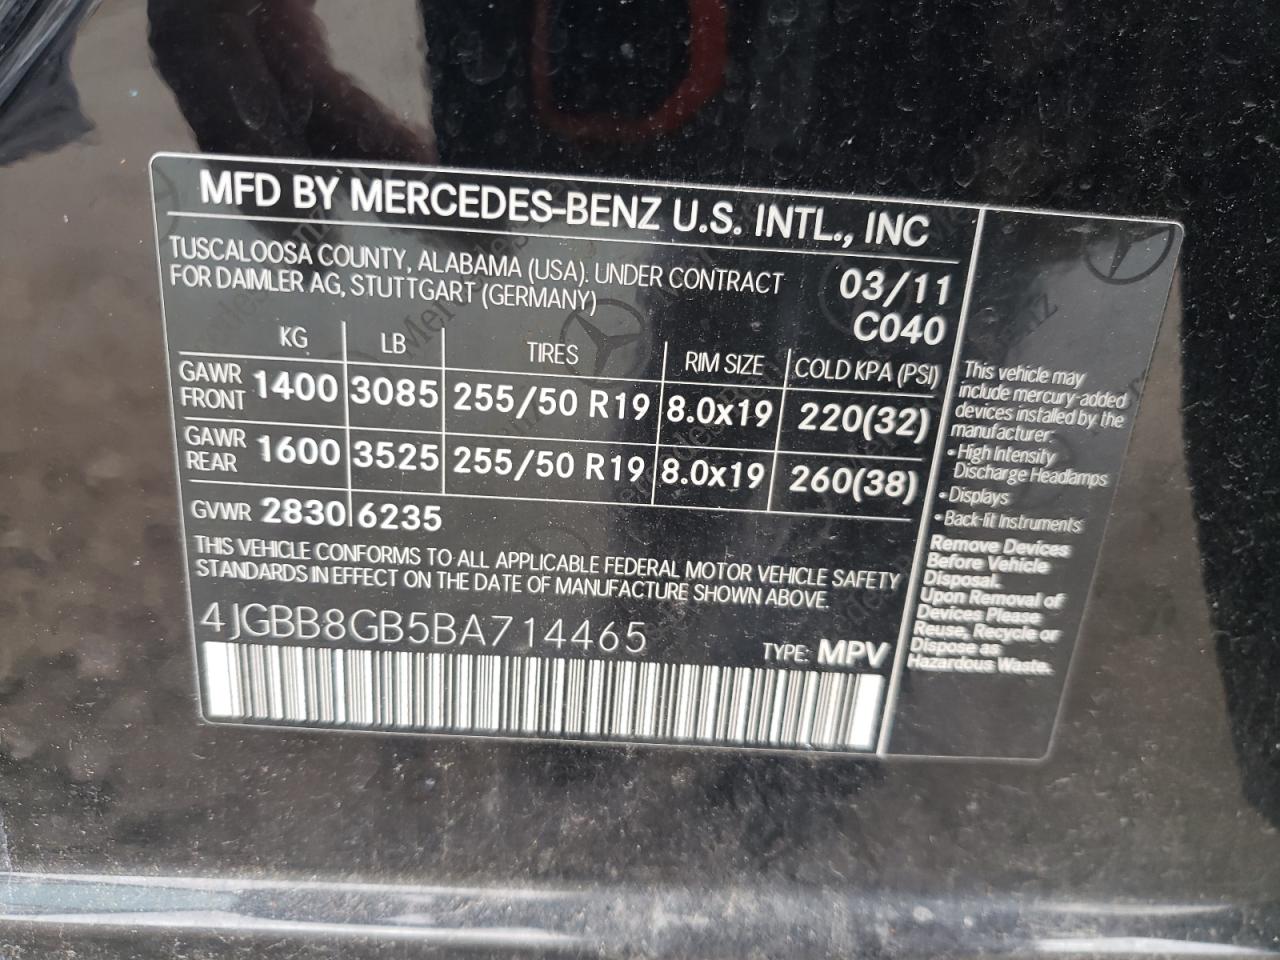 MFD BY MERCEDES-BENZ U.S. INTL., INC
TUSCALOOSA COUNTY, ALABAMA (USA). UNDER CONTRACT
FOR DAIMLER AG, STUTTGART (GERMANY)
03/11
C040
KG LB TIRES RIM SIZE COLD KPA (PSI)
GAWR FRONT 1400 3085 255/50 R19 8.0x19 220(32)
GAWR REAR 1600 3525 255/50 R19 8.0x19 260(38)
GVWR 2830 6235
THIS VEHICLE CONFORMS TO ALL APPLICABLE FEDERAL MOTOR VEHICLE SAFETY
STANDARDS IN EFFECT ON THE DATE OF MANUFACTURE SHOWN ABOVE.
4JGBB8GB5BA714465
TYPE: MPV
This vehicle may
include mercury-added
devices installed by the
manufacturer:
• High Intensity
Discharge Headlamps
• Displays
• Back-lit Instruments
Remove Devices
Before Vehicle
Disposal.
Upon Removal of
Devices Please
Reuse, Recycle or
Dispose as
Hazardous Waste.